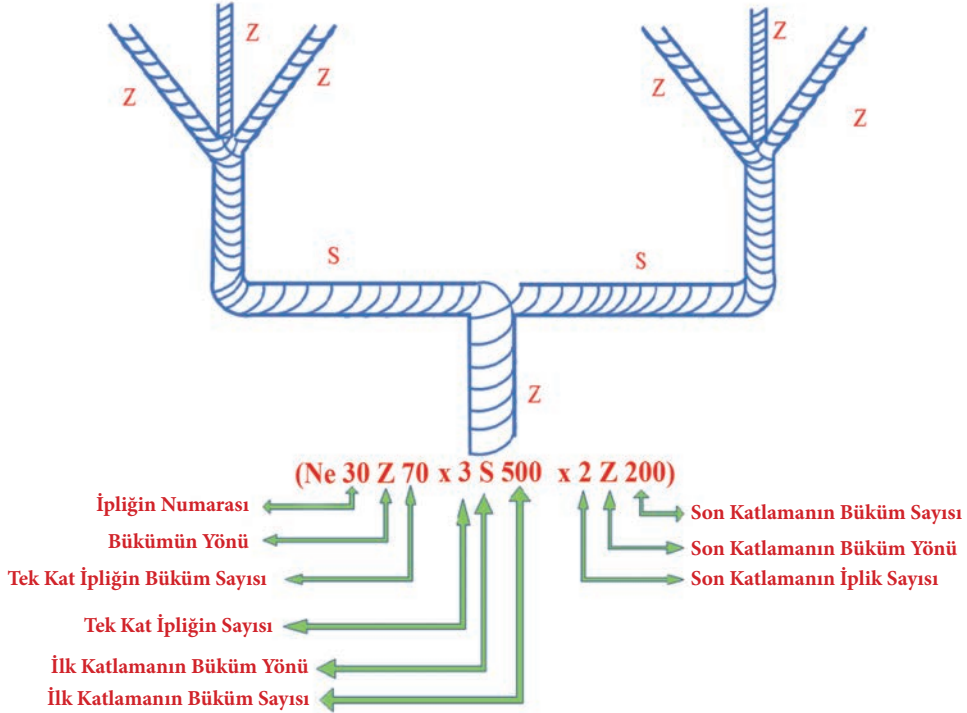 Z
Z
Z
Z
Z
Z
S
S
Z
(Ne 30 Z 70 x 3 S 500 x 2 Z 200)
İpliğin Numarası
Bükümün Yönü
Tek Kat İpliğin Büküm Sayısı
Tek Kat İpliğin Sayısı
İlk Katlamanın Büküm Yönü
İlk Katlamanın Büküm Sayısı
Son Katlamanın Büküm Sayısı
Son Katlamanın Büküm Yönü
Son Katlamanın İplik Sayısı